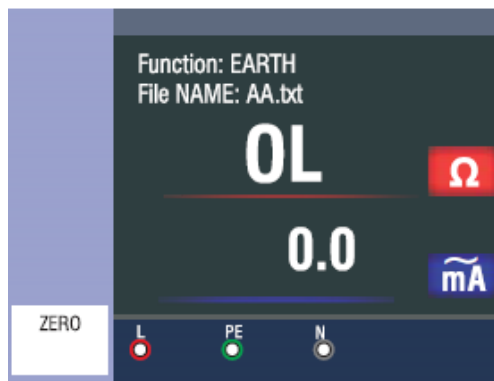 Function: EARTH
File NAME: AA.txt
OL
Ω
0.0
mA
ZERO
L
PE
N